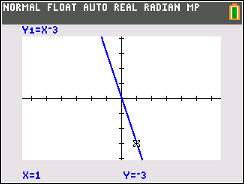 NORMAL FLOAT AUTO REAL RADIAN MP
Y1=X*-3
X=1 Y=-3